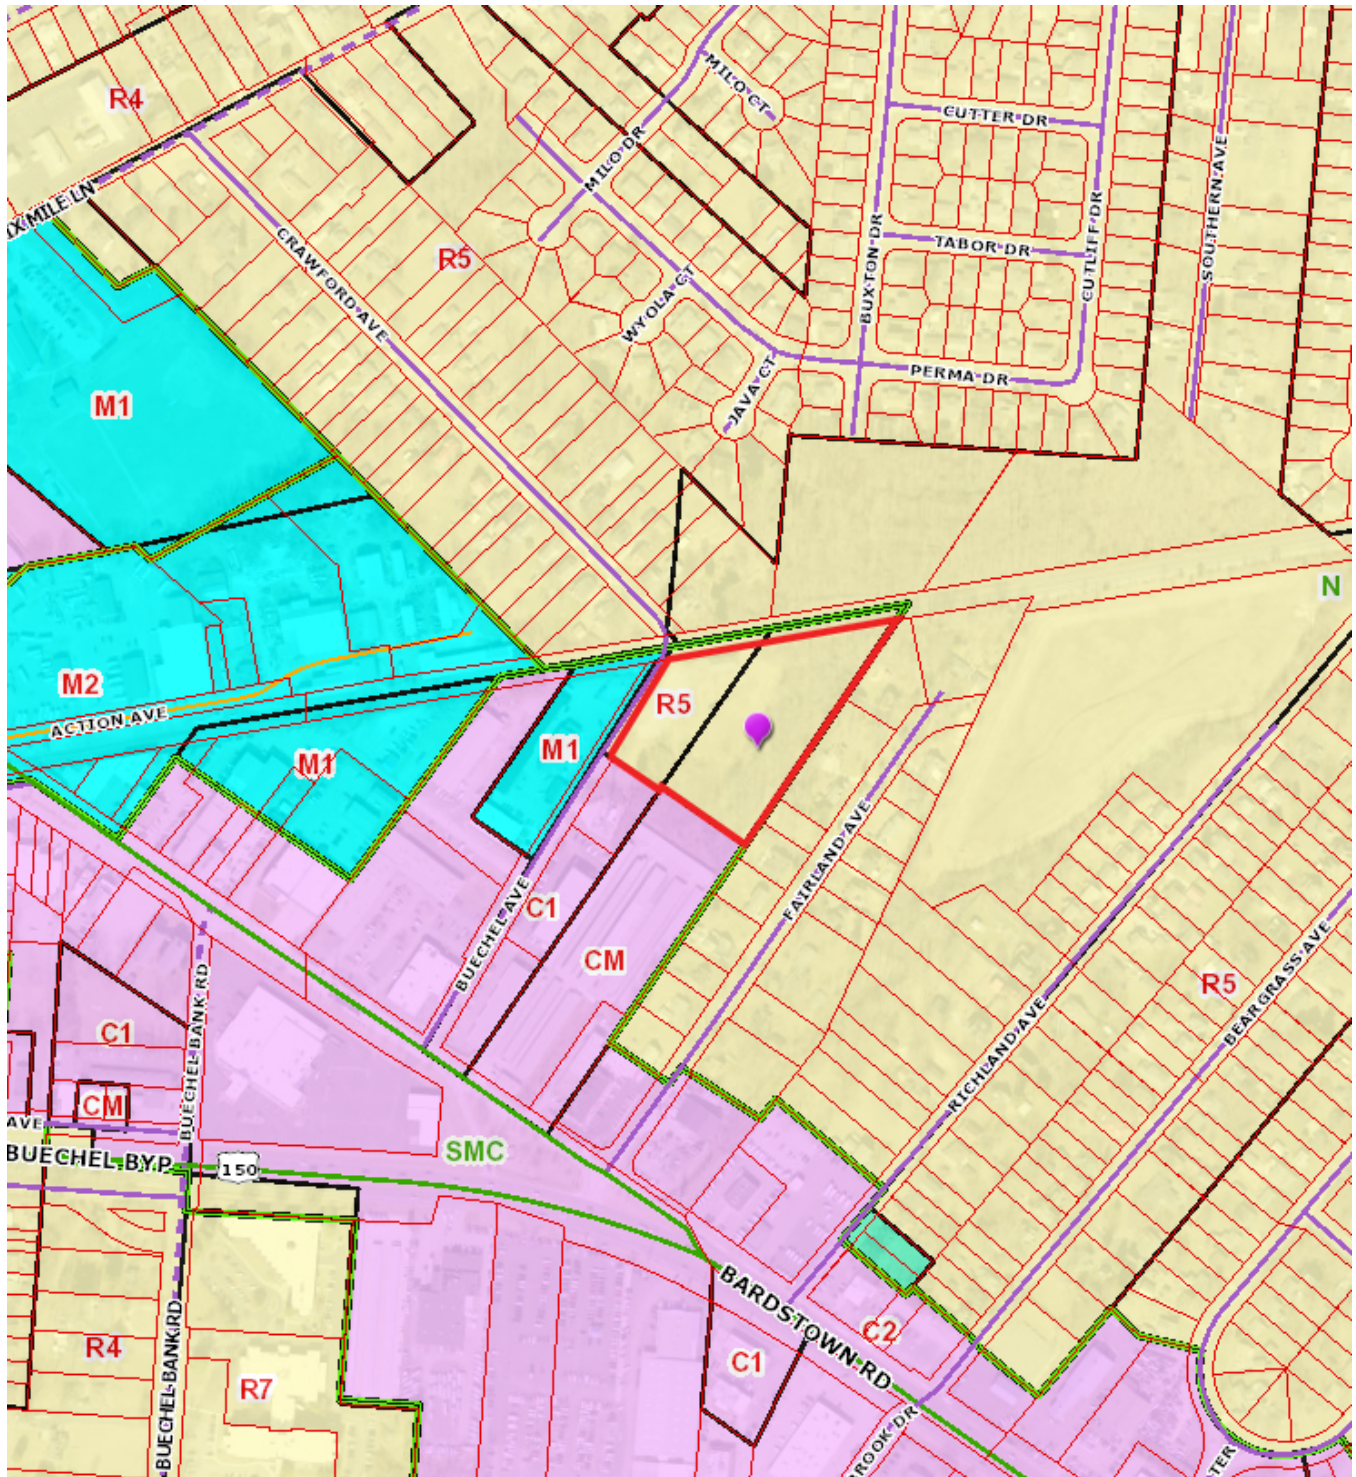 MILO CT
R4
CUTTER DR
MILO DR
SOUTHERN AVE
IX MILE LN
TABOR DR
CUTLIFF DR
R5
BUXTON DR
CRAWFORD AVE
WYOLA CT
PERMA DR
JAVA CT
M1
N
M2
R5
ACTION AVE
M1
M1
FAIRLAND AVE
C1
BUECHEL AVE
CM
R5
BEARGRASS AVE
BUECHEL BANK RD
C1
RICHLAND AVE
CM
AVE
SMC
BUECHEL BYP
150
BARDSTOWN RD
C2
R4
C1
R7
BUECHEL BANK RD
ROOK DR
TER